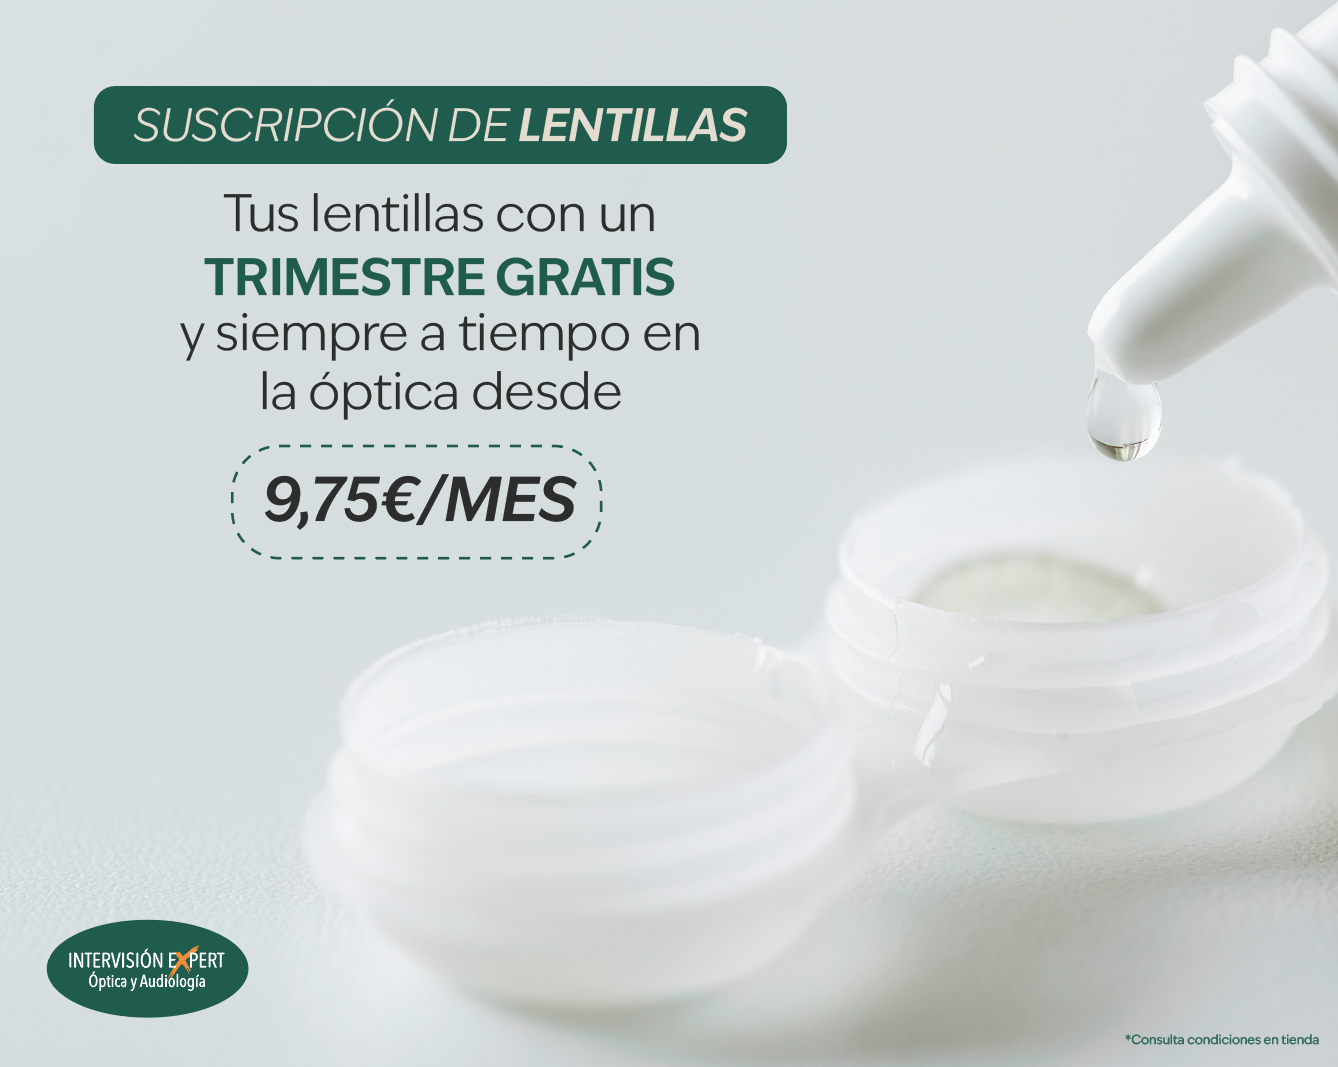 SUSCRIPCIÓN DE LENTILLAS
Tus lentillas con un
TRIMESTRE GRATIS
y siempre a tiempo en
la óptica desde
9,75€/MES
INTERVISIÓN EXPERT
Óptica y Audiología
*Consulta condiciones en tienda